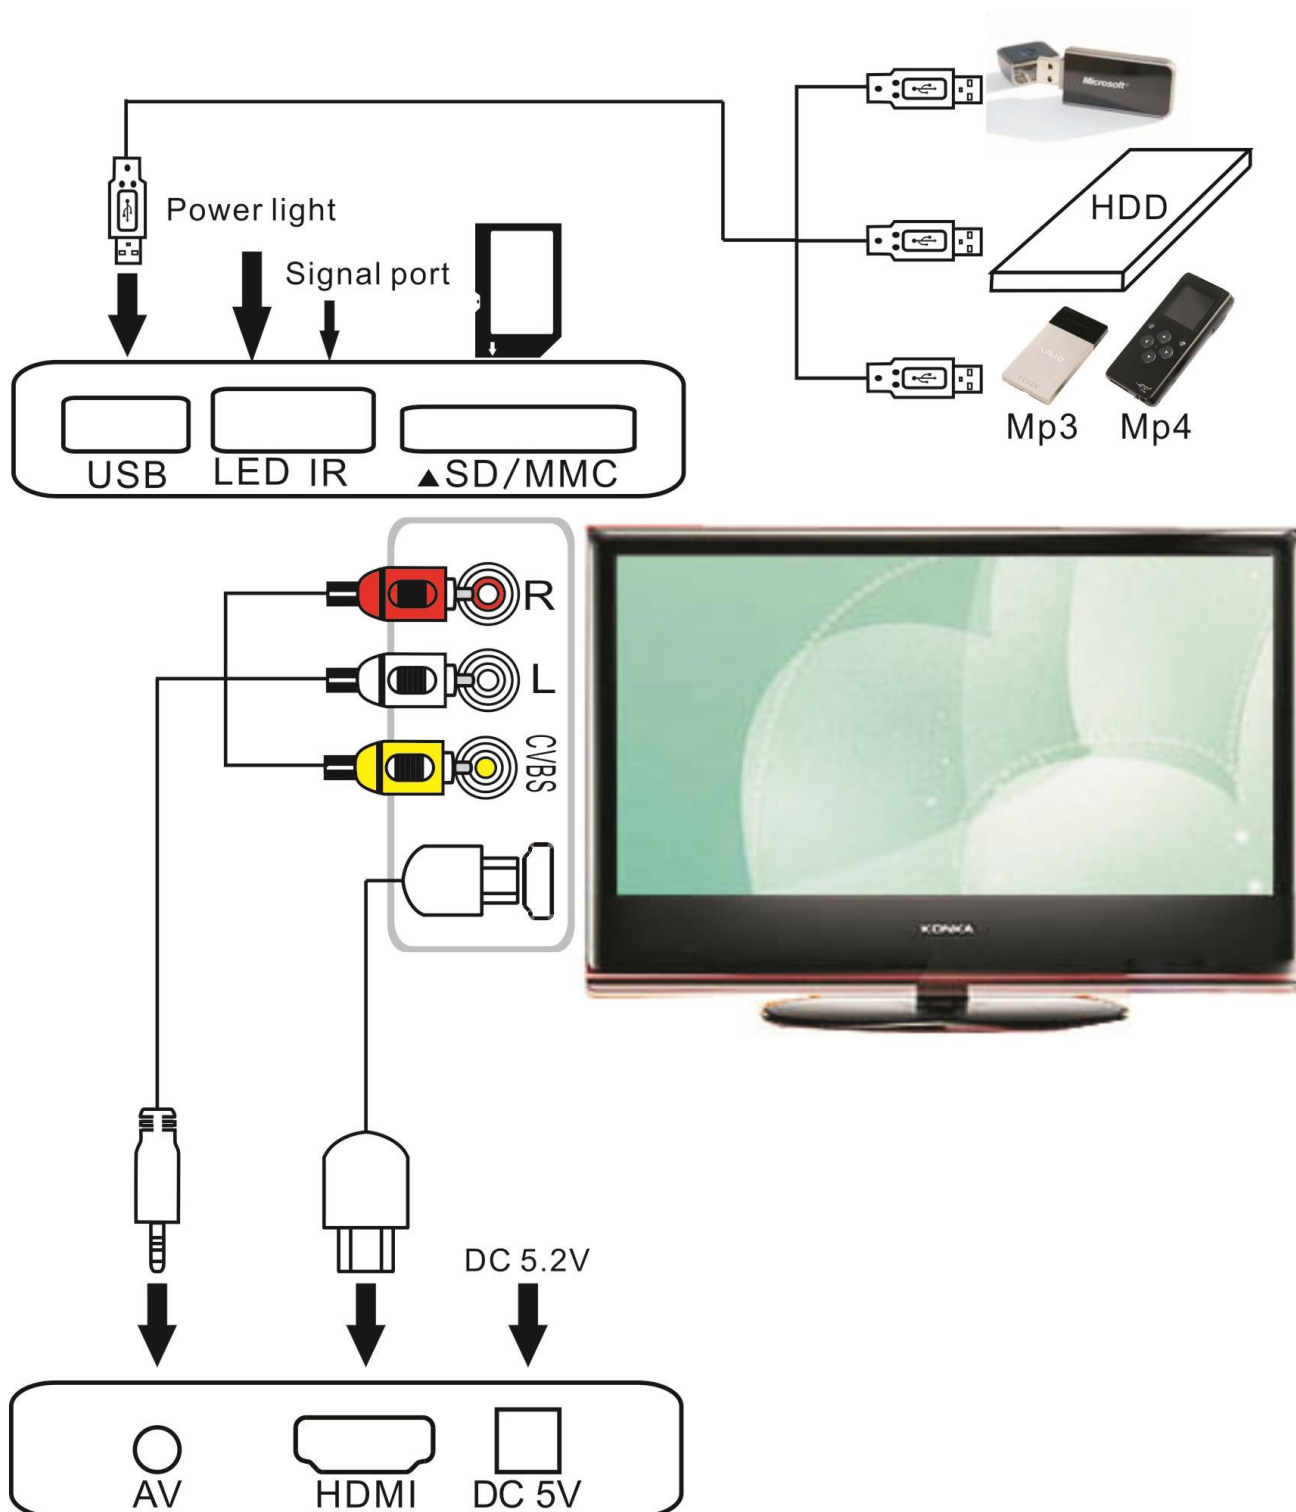 Microsoft
HDD
Power light
Signal port
Mp3 Mp4
USB LED IR ▲SD/MMC
R
L
CVBS
KONKA
DC 5.2V
AV HDMI DC 5V